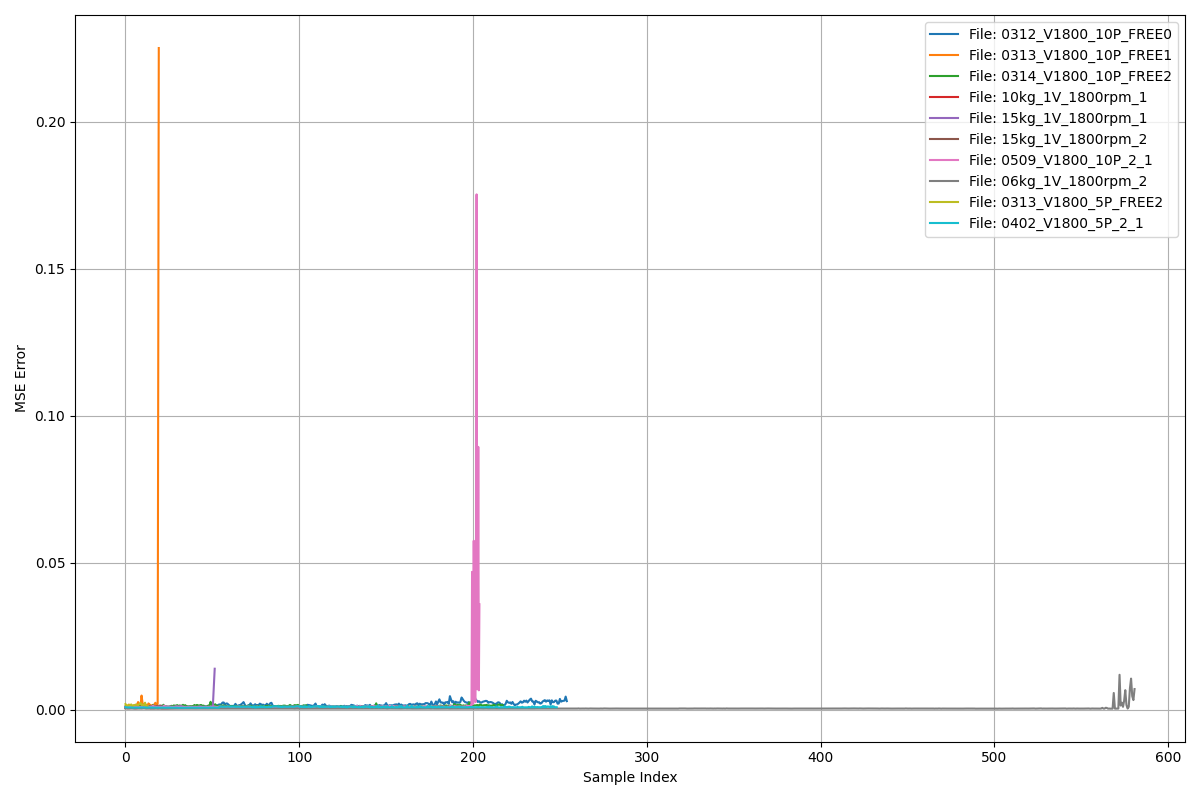 File: 0312_V1800_10P_FREE0
File: 0313_V1800_10P_FREE1
File: 0314_V1800_10P_FREE2
File: 10kg_1V_1800rpm_1
File: 15kg_1V_1800rpm_1
File: 15kg_1V_1800rpm_2
File: 0509_V1800_10P_2_1
File: 06kg_1V_1800rpm_2
File: 0313_V1800_5P_FREE2
File: 0402_V1800_5P_2_1
MSE Error
0.20
0.15
0.10
0.05
0.00
0 100 200 300 400 500 600
Sample Index